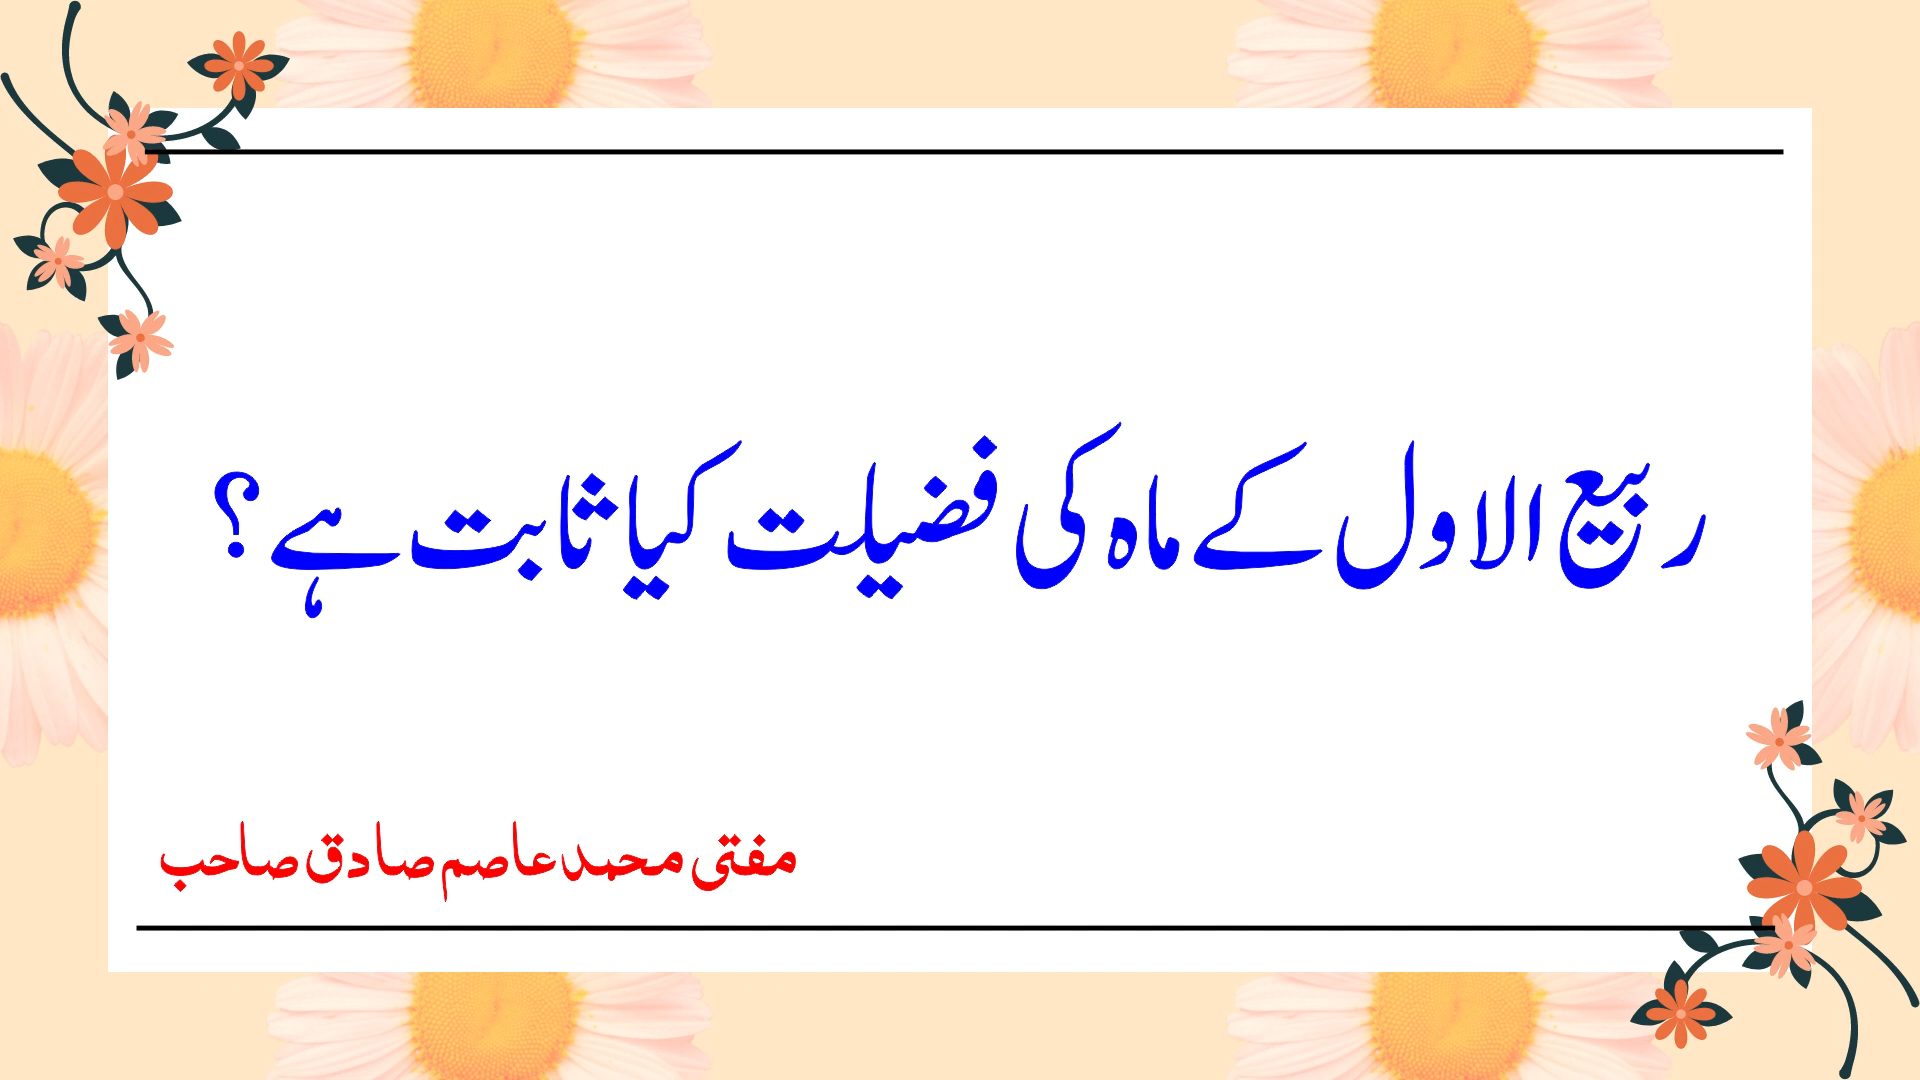 ربیع الاول کے ماہ کی فضیلت کیا ثابت ہے؟
مفتی محمد عاصم صادق صاحب